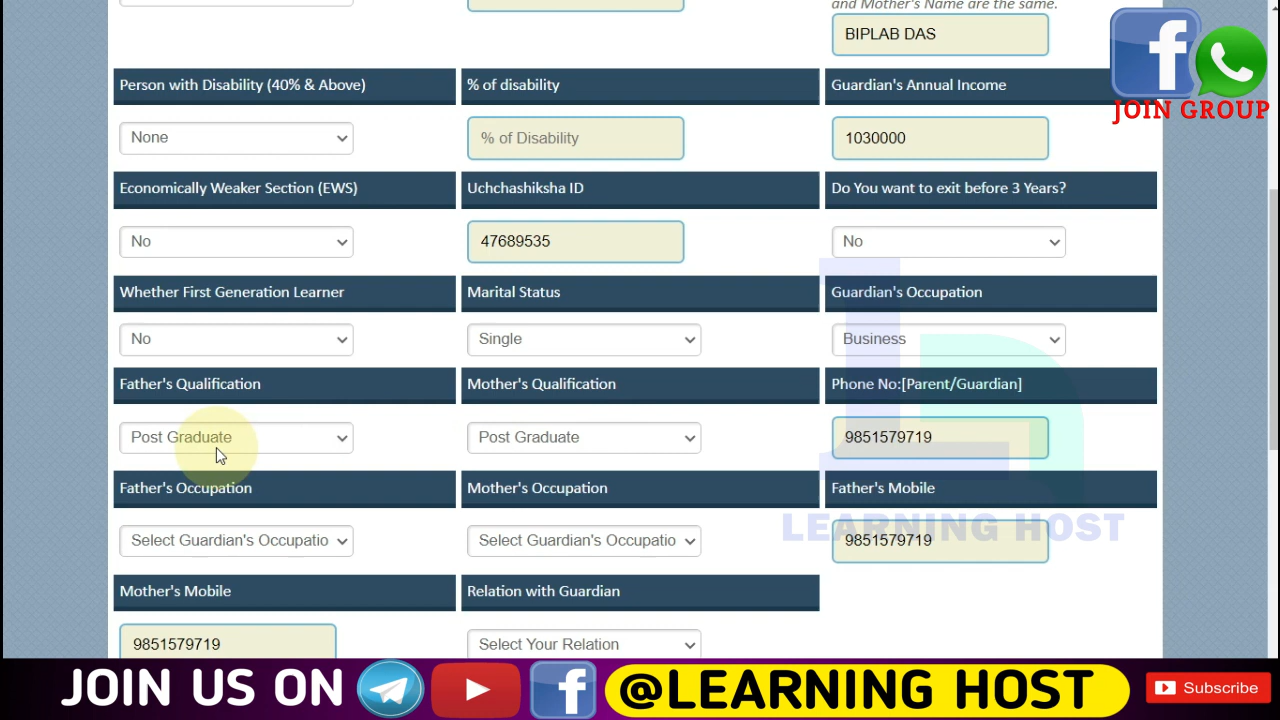 and Mother's Name are the same.
BIPLAB DAS
JOIN GROUP
Person with Disability (40% & Above)
% of disability
Guardian's Annual Income
None
% of Disability
1030000
Economically Weaker Section (EWS)
Uchchashiksha ID
Do You want to exit before 3 Years?
No
47689535
No
Whether First Generation Learner
Marital Status
Guardian's Occupation
No
Single
Business
Father's Qualification
Mother's Qualification
Phone No:[Parent/Guardian]
Post Graduate
Post Graduate
9851579719
Father's Occupation
Mother's Occupation
Father's Mobile
Select Guardian's Occupatio
Select Guardian's Occupatio
9851579719
LEARNING HOST
Mother's Mobile
Relation with Guardian
9851579719
Select Your Relation
JOIN US ON
@LEARNING HOST
Subscribe